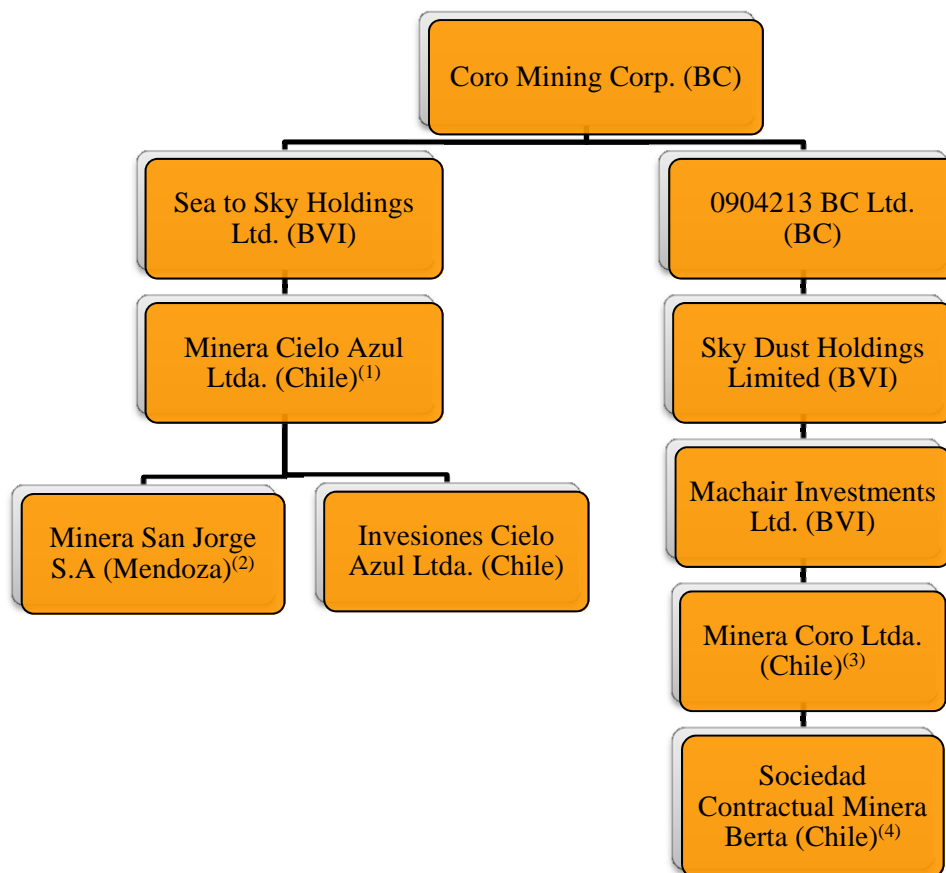 Coro Mining Corp. (BC)
Sea to Sky Holdings
Ltd. (BVI)
0904213 BC Ltd.
(BC)
Minera Cielo Azul
Ltda. (Chile)(1)
Sky Dust Holdings
Limited (BVI)
Minera San Jorge
S.A (Mendoza)(2)
Invesiones Cielo
Azul Ltda. (Chile)
Machair Investments
Ltd. (BVI)
Minera Coro Ltda.
(Chile)(3)
Sociedad
Contractual Minera
Berta (Chile)(4)